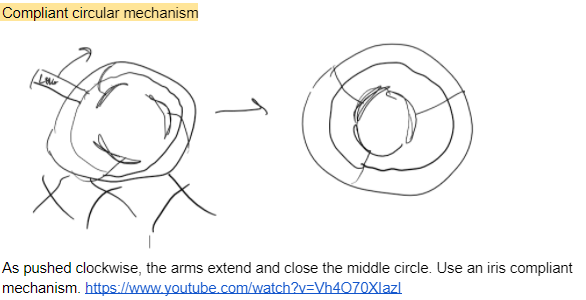 Compliant circular mechanism
As pushed clockwise, the arms extend and close the middle circle. Use an iris compliant
mechanism. https://www.youtube.com/watch?v=Vh4O70XIazI